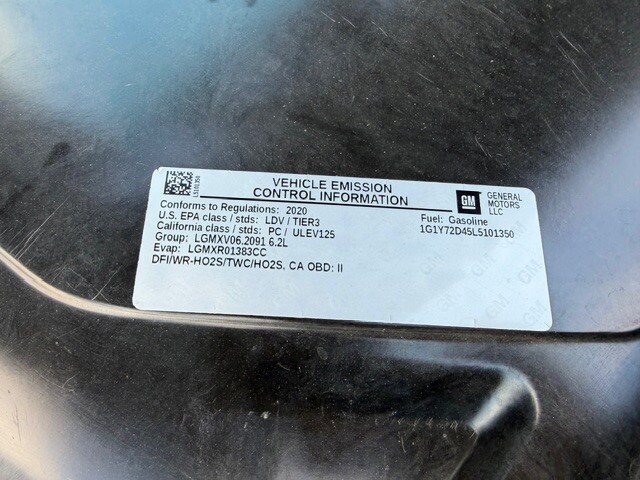 L5101350
VEHICLE EMISSION
CONTROL INFORMATION
GM
GENERAL
MOTORS
LLC
Conforms to Regulations: 2020
U.S. EPA class / stds: LDV / TIER3
California class / stds: PC / ULEV125
Group: LGMXV06.2091 6.2L
Evap: LGMXR01383CC
DFI/WR-HO2S/TWC/HO2S, CA OBD: II
Fuel: Gasoline
1G1Y72D45L5101350